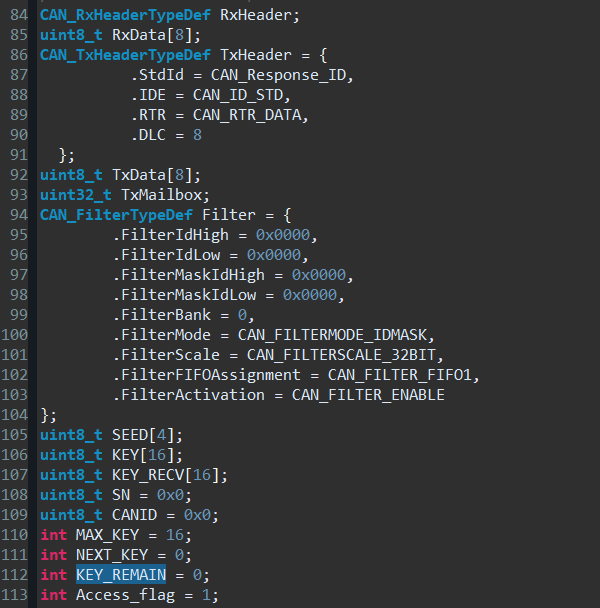 84 CAN_RxHeaderTypeDef RxHeader;
85 uint8_t RxData[8];
86 CAN_TxHeaderTypeDef TxHeader = {
87 .StdId = CAN_Response_ID,
88 .IDE = CAN_ID_STD,
89 .RTR = CAN_RTR_DATA,
90 .DLC = 8
91 };
92 uint8_t TxData[8];
93 uint32_t TxMailbox;
94 CAN_FilterTypeDef Filter = {
95 .FilterIdHigh = 0x0000,
96 .FilterIdLow = 0x0000,
97 .FilterMaskIdHigh = 0x0000,
98 .FilterMaskIdLow = 0x0000,
99 .FilterBank = 0,
100 .FilterMode = CAN_FILTERMODE_IDMASK,
101 .FilterScale = CAN_FILTERSCALE_32BIT,
102 .FilterFIFOAssignment = CAN_FILTER_FIFO1,
103 .FilterActivation = CAN_FILTER_ENABLE
104 };
105 uint8_t SEED[4];
106 uint8_t KEY[16];
107 uint8_t KEY_RECV[16];
108 uint8_t SN = 0x0;
109 uint8_t CANID = 0x0;
110 int MAX_KEY = 16;
111 int NEXT_KEY = 0;
112 int KEY_REMAIN = 0;
113 int Access_flag = 1;